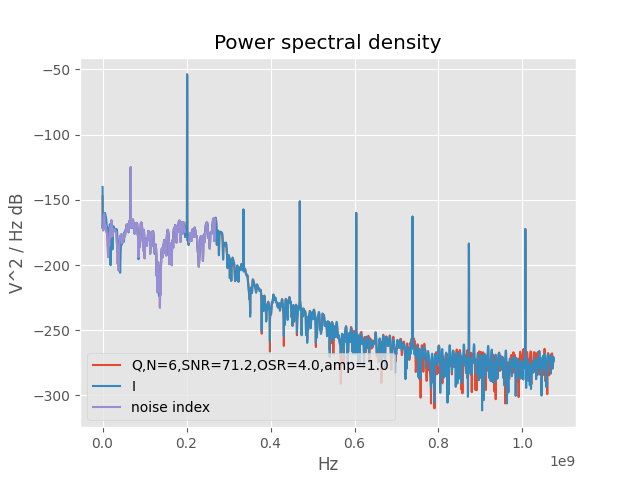 Power spectral density
V^2 / Hz dB
−50
−100
−150
−200
−250
−300
Q,N=6,SNR=71.2,OSR=4.0,amp=1.0
I
noise index
0.0 0.2 0.4 0.6 0.8 1.0
1e9
Hz